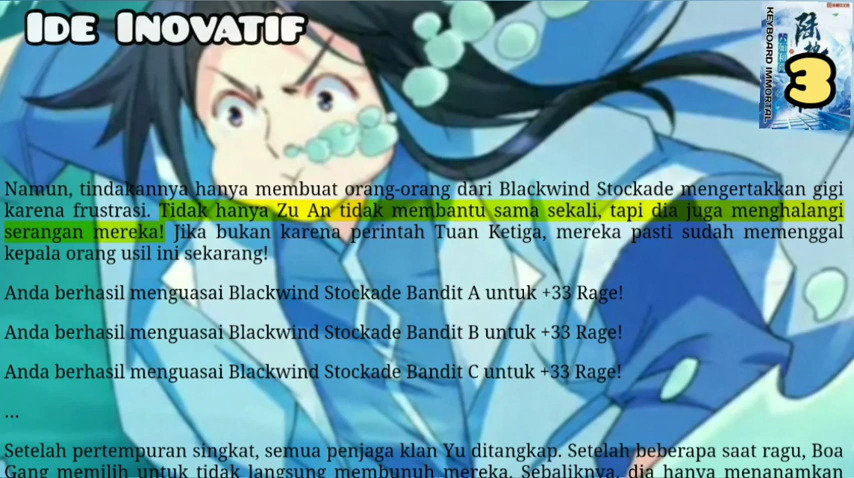 Ide Inovatif
KEYBOARD IMMORTAL
3
Namun, tindakannya hanya membuat orang-orang dari Blackwind Stockade mengertakkan gigi
karena frustrasi. Tidak hanya Zu An tidak membantu sama sekali, tapi dia juga menghalangi
serangan mereka! Jika bukan karena perintah Tuan Ketiga, mereka pasti sudah memenggal
kepala orang usil ini sekarang!
Anda berhasil menguasai Blackwind Stockade Bandit A untuk +33 Rage!
Anda berhasil menguasai Blackwind Stockade Bandit B untuk +33 Rage!
Anda berhasil menguasai Blackwind Stockade Bandit C untuk +33 Rage!
...
Setelah pertempuran singkat, semua penjaga klan Yu ditangkap. Setelah beberapa saat ragu, Boa
Gang memilih untuk tidak langsung membunuh mereka. Sebaliknya, dia hanya menanamkan